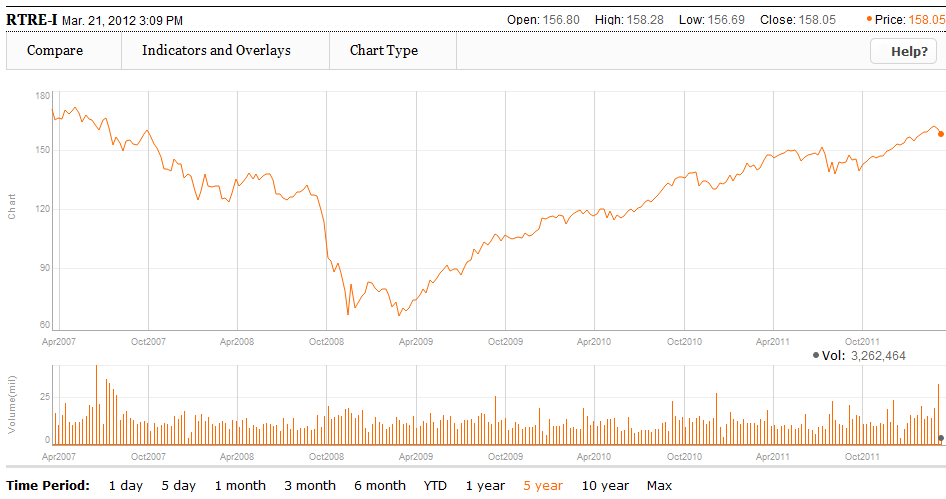 RTRE-I Mar. 21, 2012 3:09 PM Open: 156.80 High: 158.28 Low: 156.69 Close: 158.05 Price: 158.05
Compare Indicators and Overlays Chart Type Help?
180
150
120
90
60
Chart
Apr2007 Oct2007 Apr2008 Oct2008 Apr2009 Oct2009 Apr2010 Oct2010 Apr2011 Oct2011
Vol: 3,262,464
25
0
Volume(mil)
Apr2007 Oct2007 Apr2008 Oct2008 Apr2009 Oct2009 Apr2010 Oct2010 Apr2011 Oct2011
Time Period: 1 day 5 day 1 month 3 month 6 month YTD 1 year 5 year 10 year Max